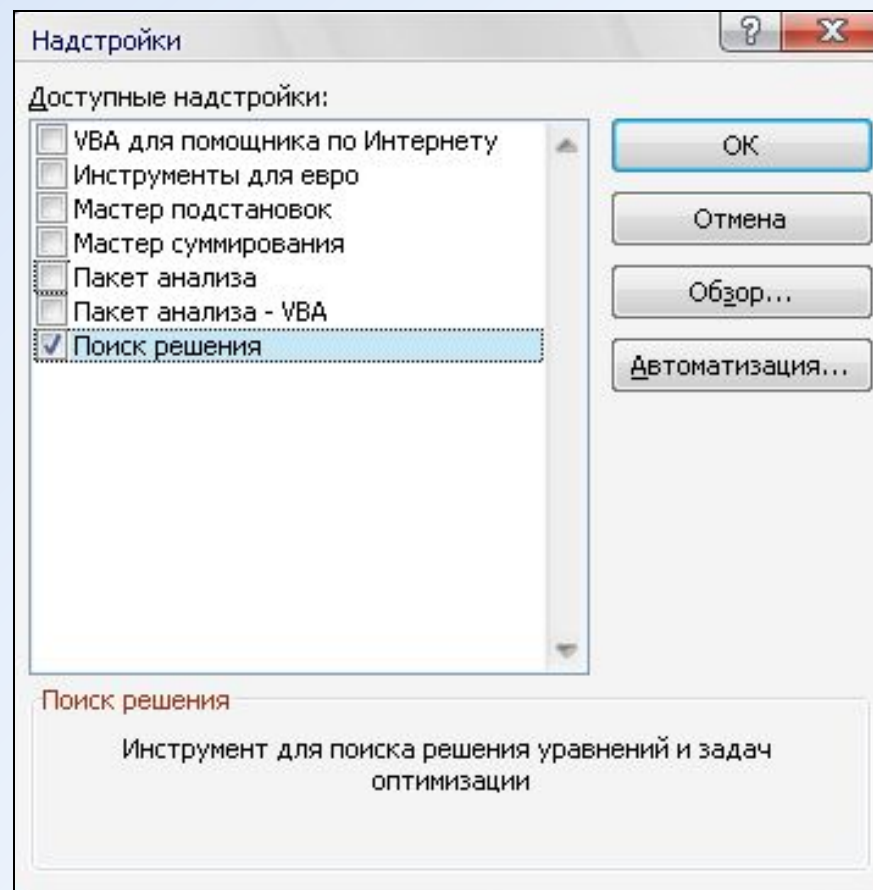 Надстройки
Доступные надстройки:
VBA для помощника по Интернету
Инструменты для евро
Мастер подстановок
Мастер суммирования
Пакет анализа
Пакет анализа - VBA
Поиск решения
ОК
Отмена
Обзор...
Автоматизация...
Поиск решения
Инструмент для поиска решения уравнений и задач
оптимизации